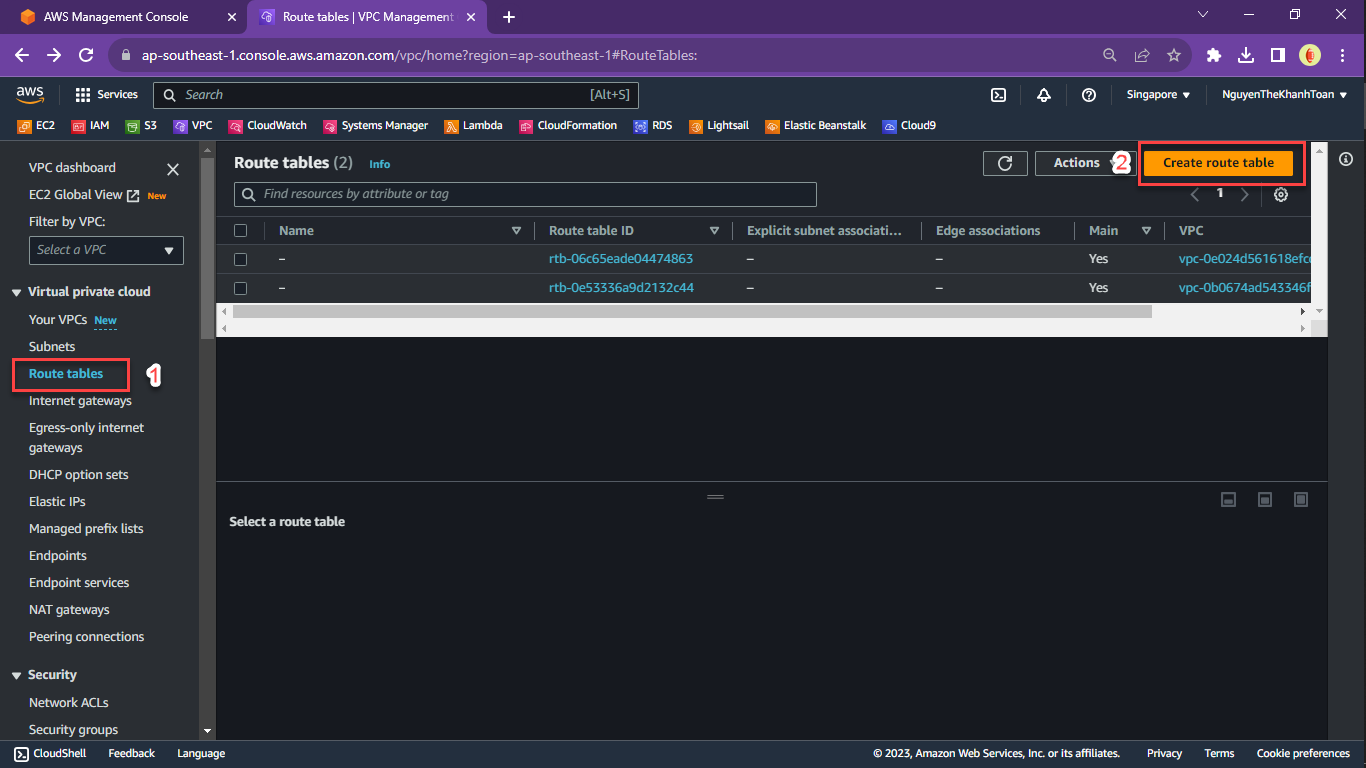 AWS Management Console
Route tables | VPC Management
ap-southeast-1.console.aws.amazon.com/vpc/home?region=ap-southeast-1#RouteTables:
aws
Services
Search
[Alt+S]
Singapore
NguyenTheKhanhToan
EC2
IAM
S3
VPC
CloudWatch
Systems Manager
Lambda
CloudFormation
RDS
Lightsail
Elastic Beanstalk
Cloud9
VPC dashboard
EC2 Global View
New
Filter by VPC:
Select a VPC
Virtual private cloud
Your VPCs
New
Subnets
Route tables
1
Internet gateways
Egress-only internet
gateways
DHCP option sets
Elastic IPs
Managed prefix lists
Endpoints
Endpoint services
NAT gateways
Peering connections
Security
Network ACLs
Security groups
Route tables (2)
Info
Actions
2
Create route table
Find resources by attribute or tag
1
Name
Route table ID
Explicit subnet associati...
Edge associations
Main
VPC
–
rtb-06c65eade04474863
–
–
Yes
vpc-0e024d561618efc
–
rtb-0e53336a9d2132c44
–
–
Yes
vpc-0b0674ad543346f
Select a route table
CloudShell
Feedback
Language
© 2023, Amazon Web Services, Inc. or its affiliates.
Privacy
Terms
Cookie preferences